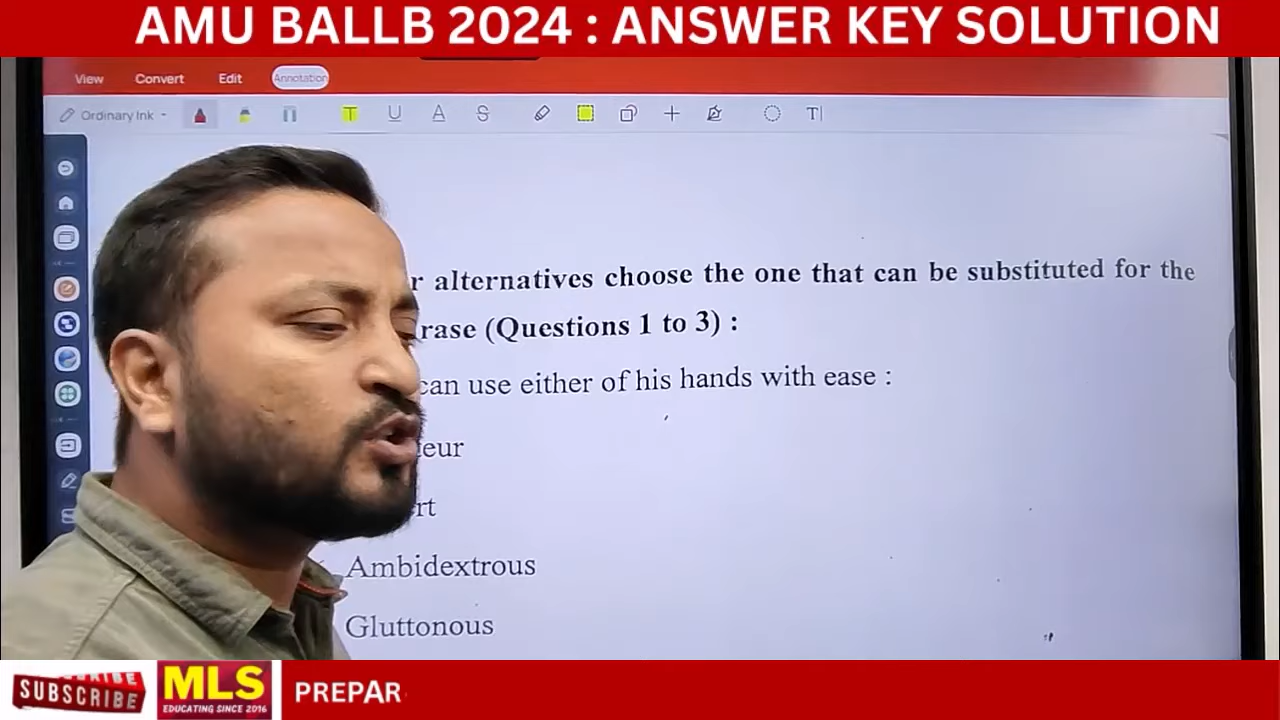 AMU BALLB 2024 : ANSWER KEY SOLUTION
View Convert Edit Annotation
Ordinary Ink T U A S T
r alternatives choose the one that can be substituted for the
rase (Questions 1 to 3) :
can use either of his hands with ease :
eur
rt
Ambidextrous
Gluttonous
SUBSCRIBE
MLS
EDUCATING SINCE 2016
PREPAR